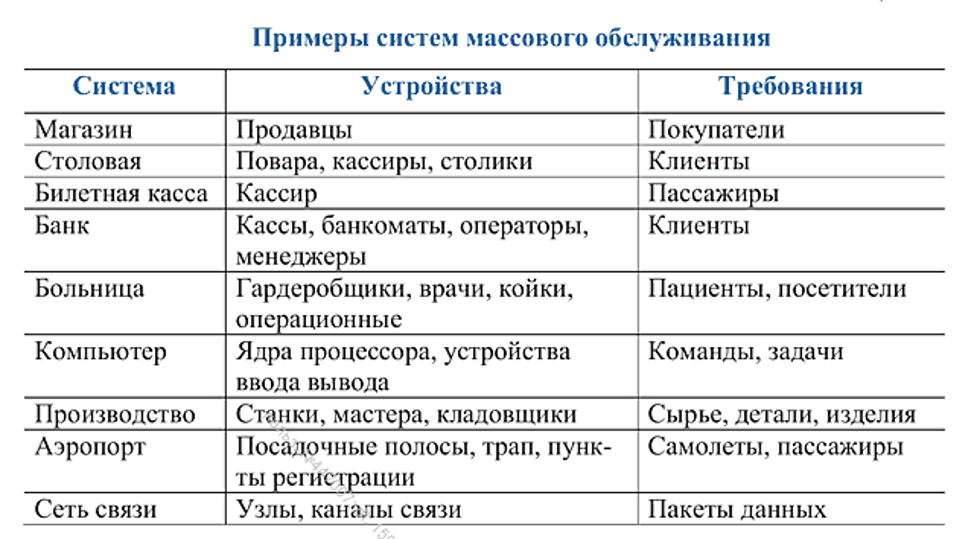 Примеры систем массового обслуживания
Система Устройства Требования
Магазин Продавцы Покупатели
Столовая Повара, кассиры, столики Клиенты
Билетная касса Кассир Пассажиры
Банк Кассы, банкоматы, операторы, Клиенты
менеджеры
Больница Гардеробщики, врачи, койки, Пациенты, посетители
операционные
Компьютер Ядра процессора, устройства Команды, задачи
ввода вывода
Производство Станки, мастера, кладовщики Сырье, детали, изделия
Аэропорт Посадочные полосы, трап, пунк- Самолеты, пассажиры
ты регистрации
Сеть связи Узлы, каналы связи Пакеты данных